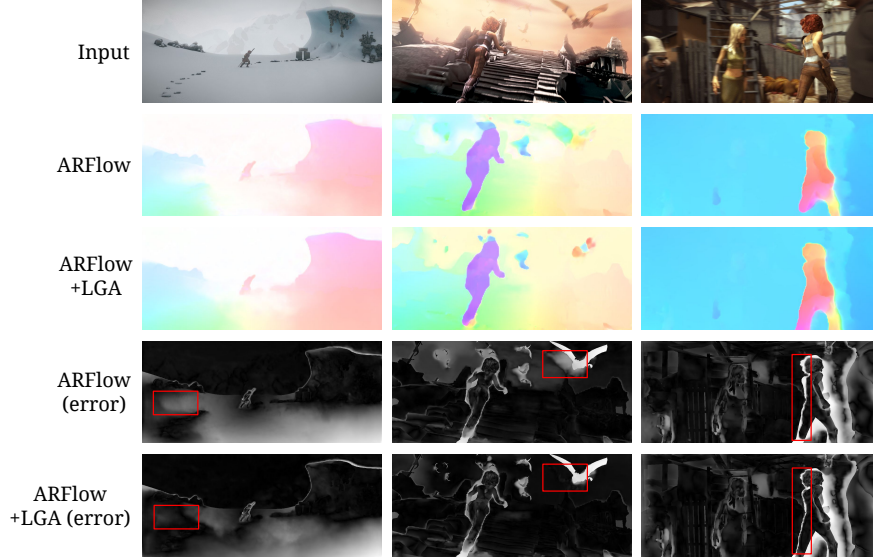 Input
ARFlow
ARFlow
+LGA
ARFlow
(error)
ARFlow
+LGA (error)